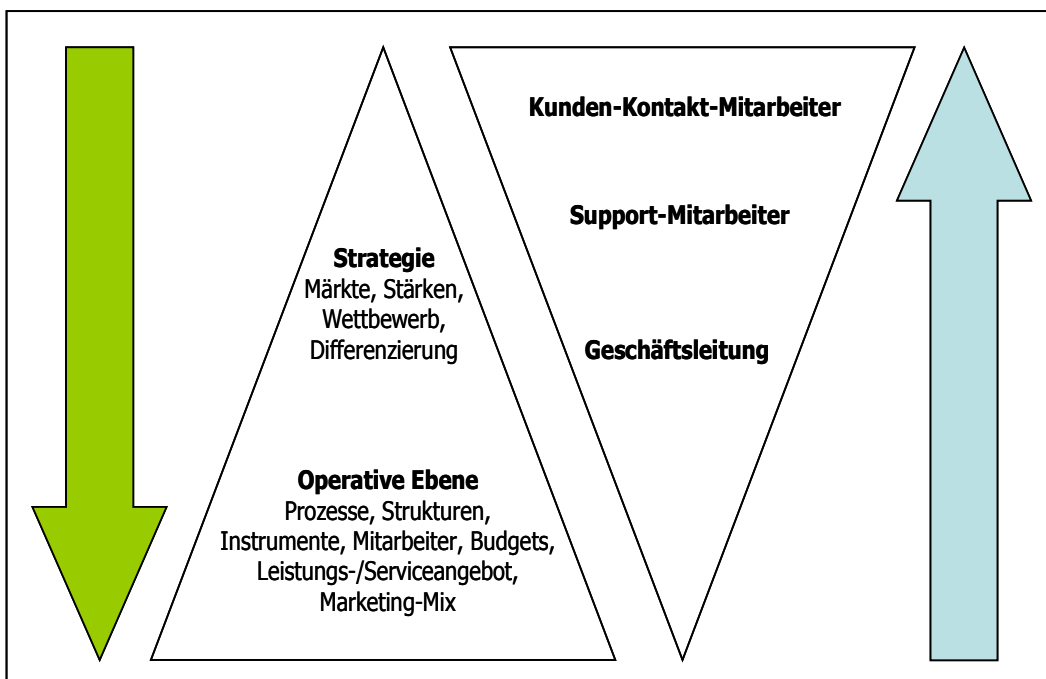 Strategie
Märkte, Stärken,
Wettbewerb,
Differenzierung
Operative Ebene
Prozesse, Strukturen,
Instrumente, Mitarbeiter, Budgets,
Leistungs-/Serviceangebot,
Marketing-Mix
Kunden-Kontakt-Mitarbeiter
Support-Mitarbeiter
Geschäftsleitung